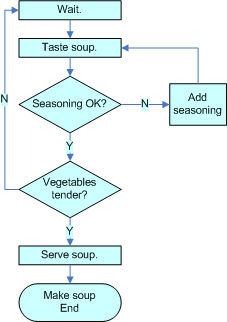 Wait.
Taste soup.
Seasoning OK?
N
Add
seasoning
N
Y
Vegetables
tender?
Y
Serve soup.
Make soup
End